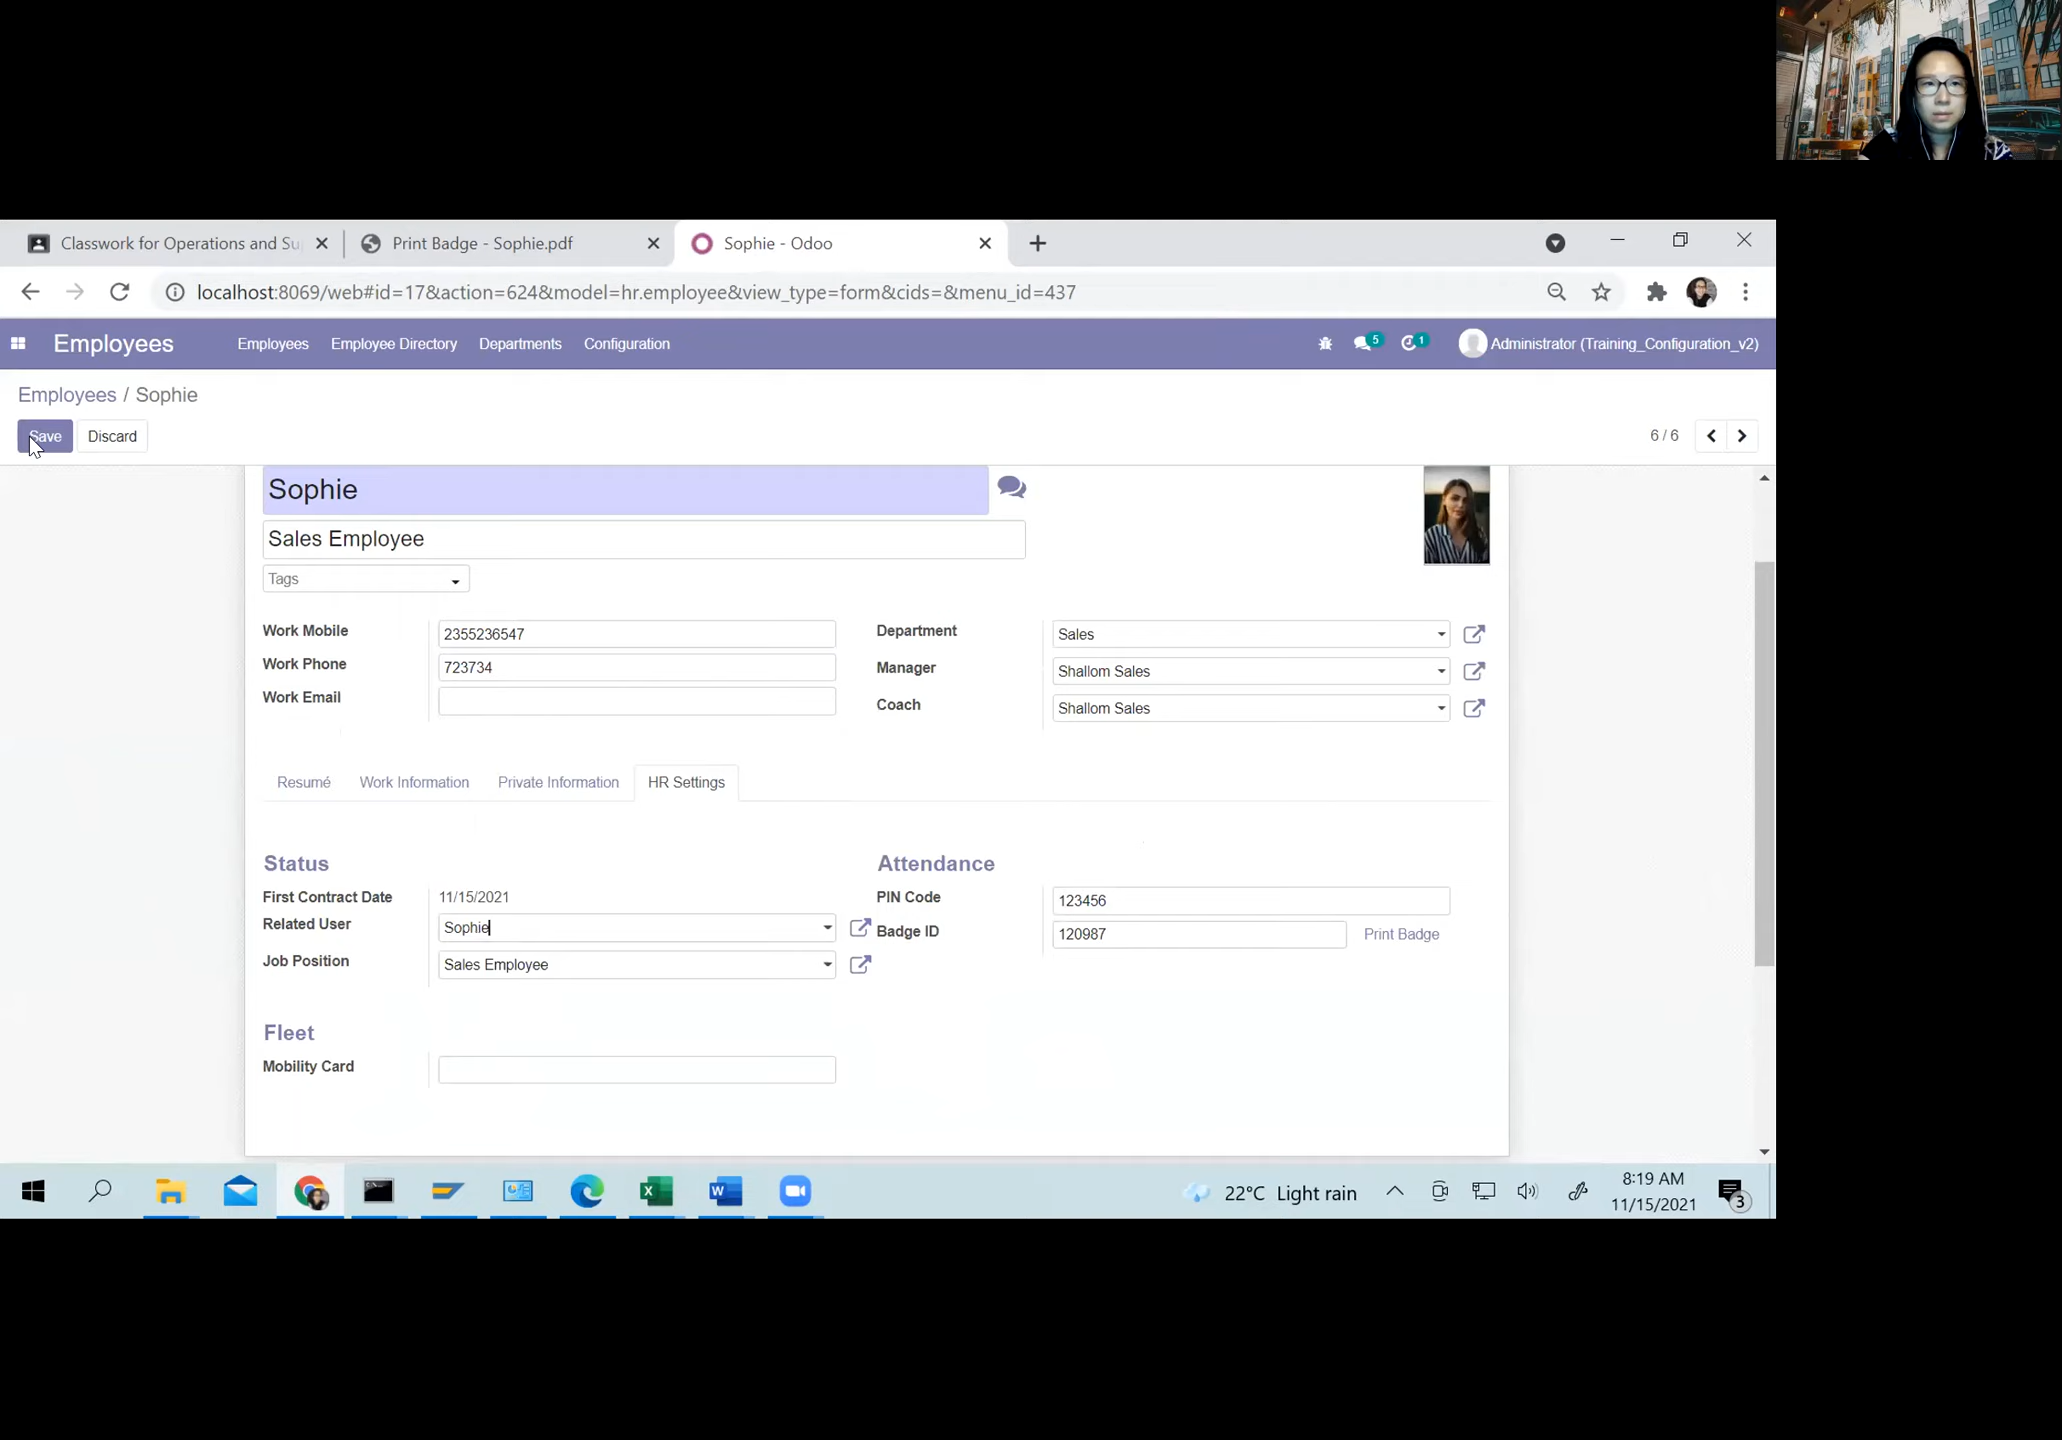 Classwork for Operations and Su
Print Badge - Sophie.pdf
Sophie - Odoo
localhost:8069/web#id=17&action=624&model=hr.employee&view_type=form&cids=&menu_id=437
Employees
Employees
Employee Directory
Departments
Configuration
5
1
Administrator (Training_Configuration_v2)
Employees / Sophie
Save
Discard
6 / 6
Sophie
Sales Employee
Tags
Work Mobile
2355236547
Work Phone
723734
Work Email
Department
Sales
Manager
Shallom Sales
Coach
Shallom Sales
Resumé
Work Information
Private Information
HR Settings
Status
First Contract Date
11/15/2021
Related User
Sophie
Job Position
Sales Employee
Attendance
PIN Code
123456
Badge ID
120987
Print Badge
Fleet
Mobility Card
22°C Light rain
8:19 AM
11/15/2021
3